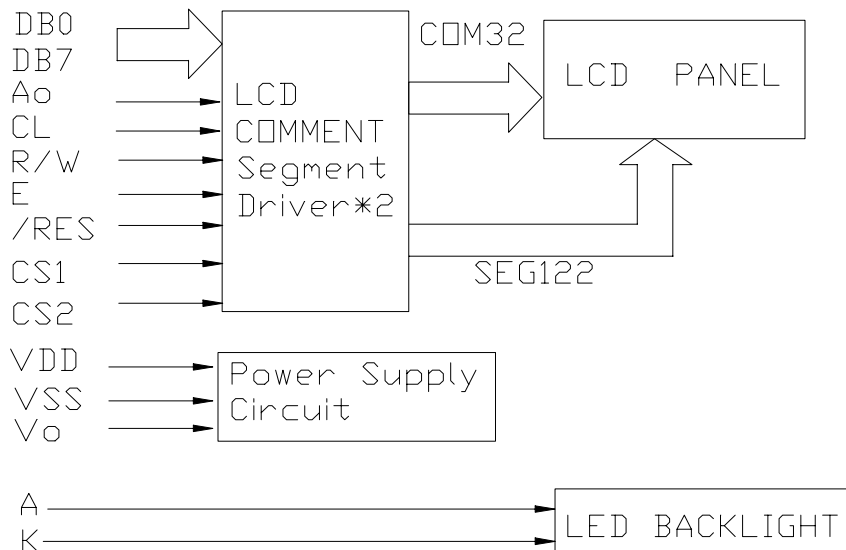 DB0
DB7
Ao
CL
R/W
E
/RES
CS1
CS2
LCD
COMMENT
Segment
Driver*2
COM32
LCD PANEL
SEG122
VDD
VSS
Vo
Power Supply
Circuit
A
K
LED BACKLIGHT